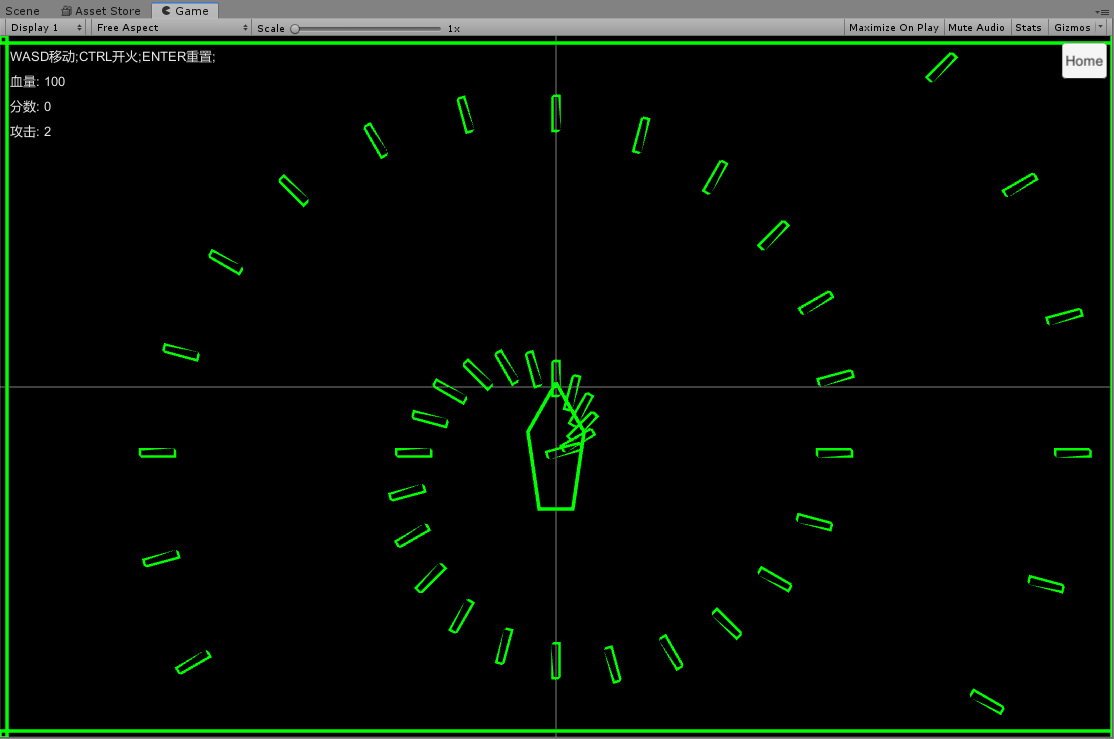 Scene Asset Store Game
Display 1 Free Aspect Scale 1x Maximize On Play Mute Audio Stats Gizmos
WASD移动;CTRL开火;ENTER重置;
Home
血量: 100
分数: 0
攻击: 2